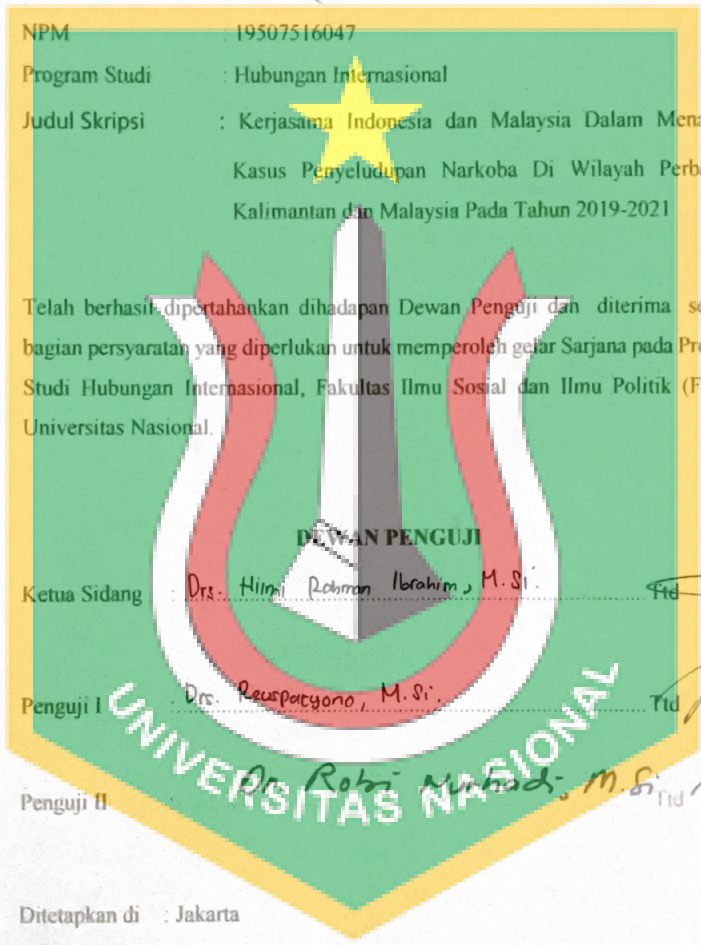 NPM : 19507516047
Program Studi : Hubungan Internasional
Judul Skripsi : Kerjasama Indonesia dan Malaysia Dalam Mena
Kasus Penyeludupan Narkoba Di Wilayah Perba
Kalimantan dan Malaysia Pada Tahun 2019-2021
Telah berhasil dipertahankan dihadapan Dewan Penguji dan diterima se
bagian persyaratan yang diperlukan untuk memperoleh gelar Sarjana pada Pro
Studi Hubungan Internasional, Fakultas Ilmu Sosial dan Ilmu Politik (F
Universitas Nasional.
DEWAN PENGUJI
Ketua Sidang : Drs. Hilmi Rahman Ibrahim, M.Si. Ttd
Penguji I : Drs. M.Si. Ttd
UNIVERSITAS NASIONAL
Penguji II : Dr. Robi Nurhadi, M.Si Ttd
Ditetapkan di : Jakarta